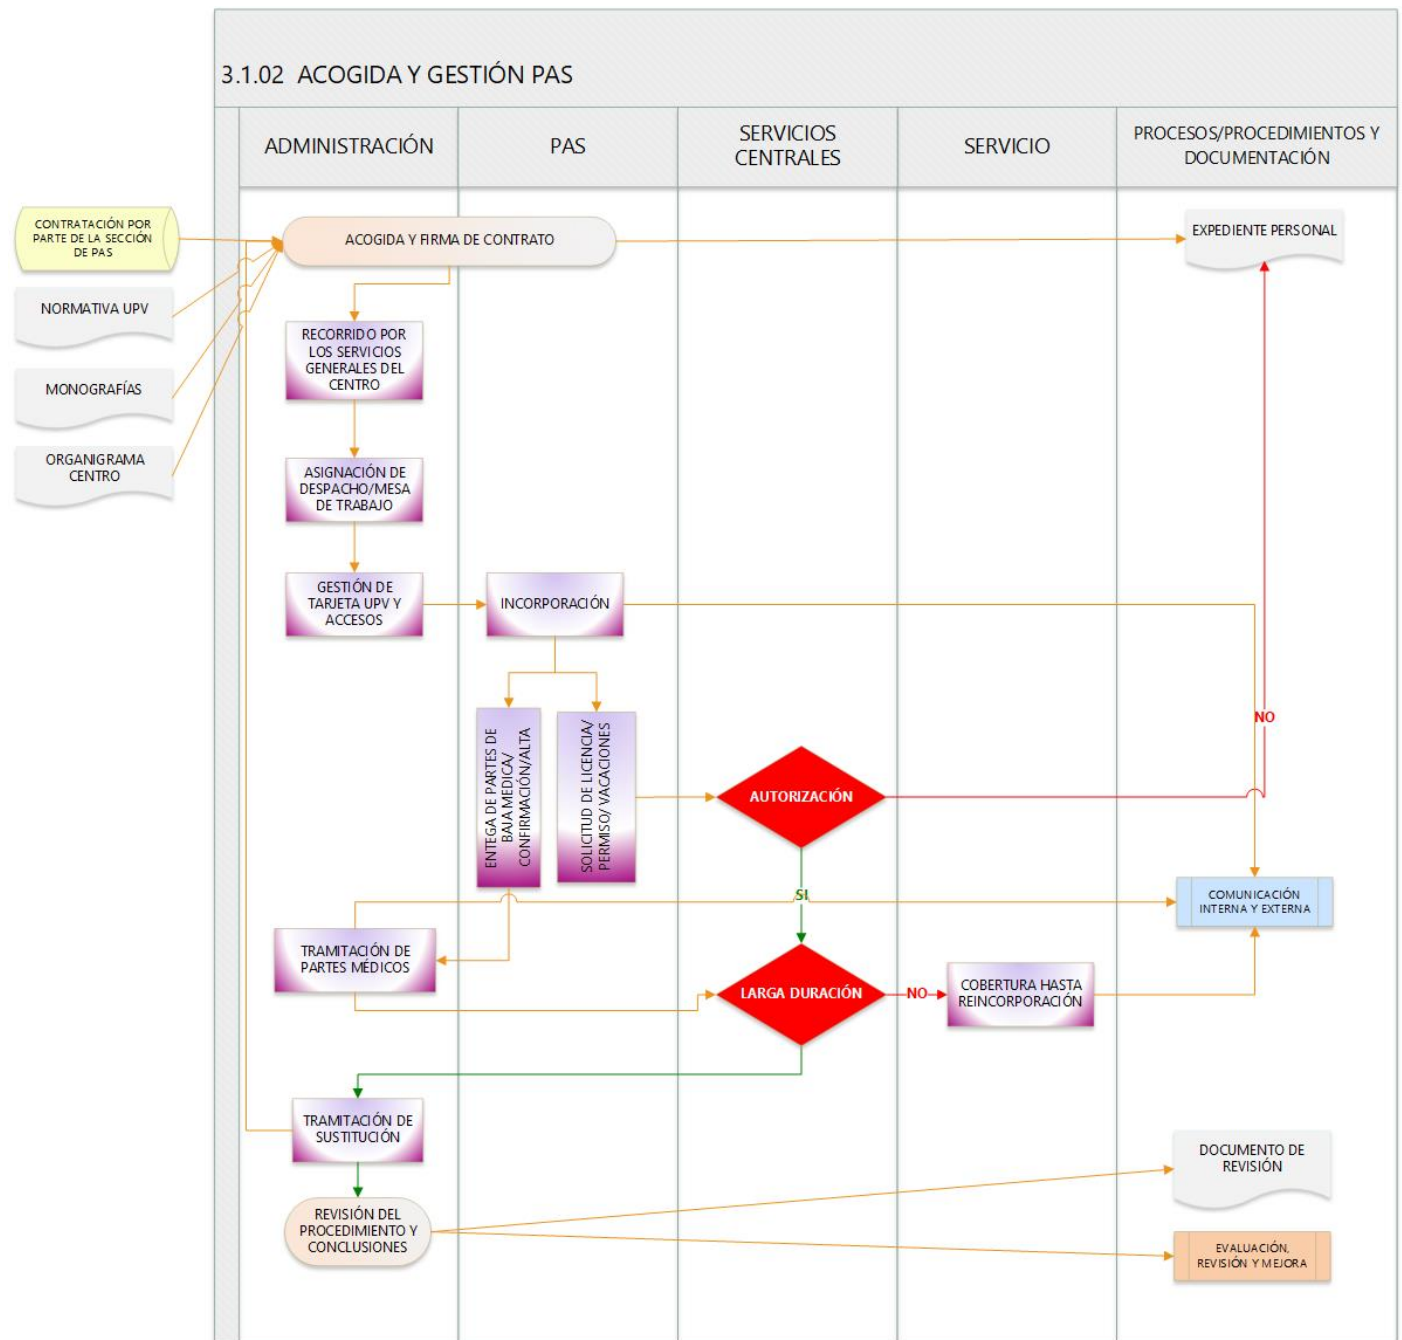 3.1.02 ACOGIDA Y GESTIÓN PAS
ADMINISTRACIÓN
PAS
SERVICIOS
CENTRALES
SERVICIO
PROCESOS/PROCEDIMIENTOS Y
DOCUMENTACIÓN
CONTRATACIÓN POR
PARTE DE LA SECCIÓN
DE PAS
ACOGIDA Y FIRMA DE CONTRATO
EXPEDIENTE PERSONAL
NORMATIVA UPV
MONOGRAFÍAS
ORGANIGRAMA
CENTRO
RECORRIDO POR
LOS SERVICIOS
GENERALES DEL
CENTRO
ASIGNACIÓN DE
DESPACHO/MESA
DE TRABAJO
GESTIÓN DE
TARJETA UPV Y
ACCESOS
INCORPORACIÓN
ENTEGA DE PARTES DE
BAJA MEDICA/
CONFIRMACIÓN/ALTA
SOLICITUD DE LICENCIA/
PERMISO/ VACACIONES
AUTORIZACIÓN
NO
SI
COMUNICACIÓN
INTERNA Y EXTERNA
TRAMITACIÓN DE
PARTES MÉDICOS
LARGA DURACIÓN
NO
COBERTURA HASTA
REINCORPORACIÓN
TRAMITACIÓN DE
SUSTITUCIÓN
REVISIÓN DEL
PROCEDIMIENTO Y
CONCLUSIONES
DOCUMENTO DE
REVISIÓN
EVALUACIÓN,
REVISIÓN Y MEJORA